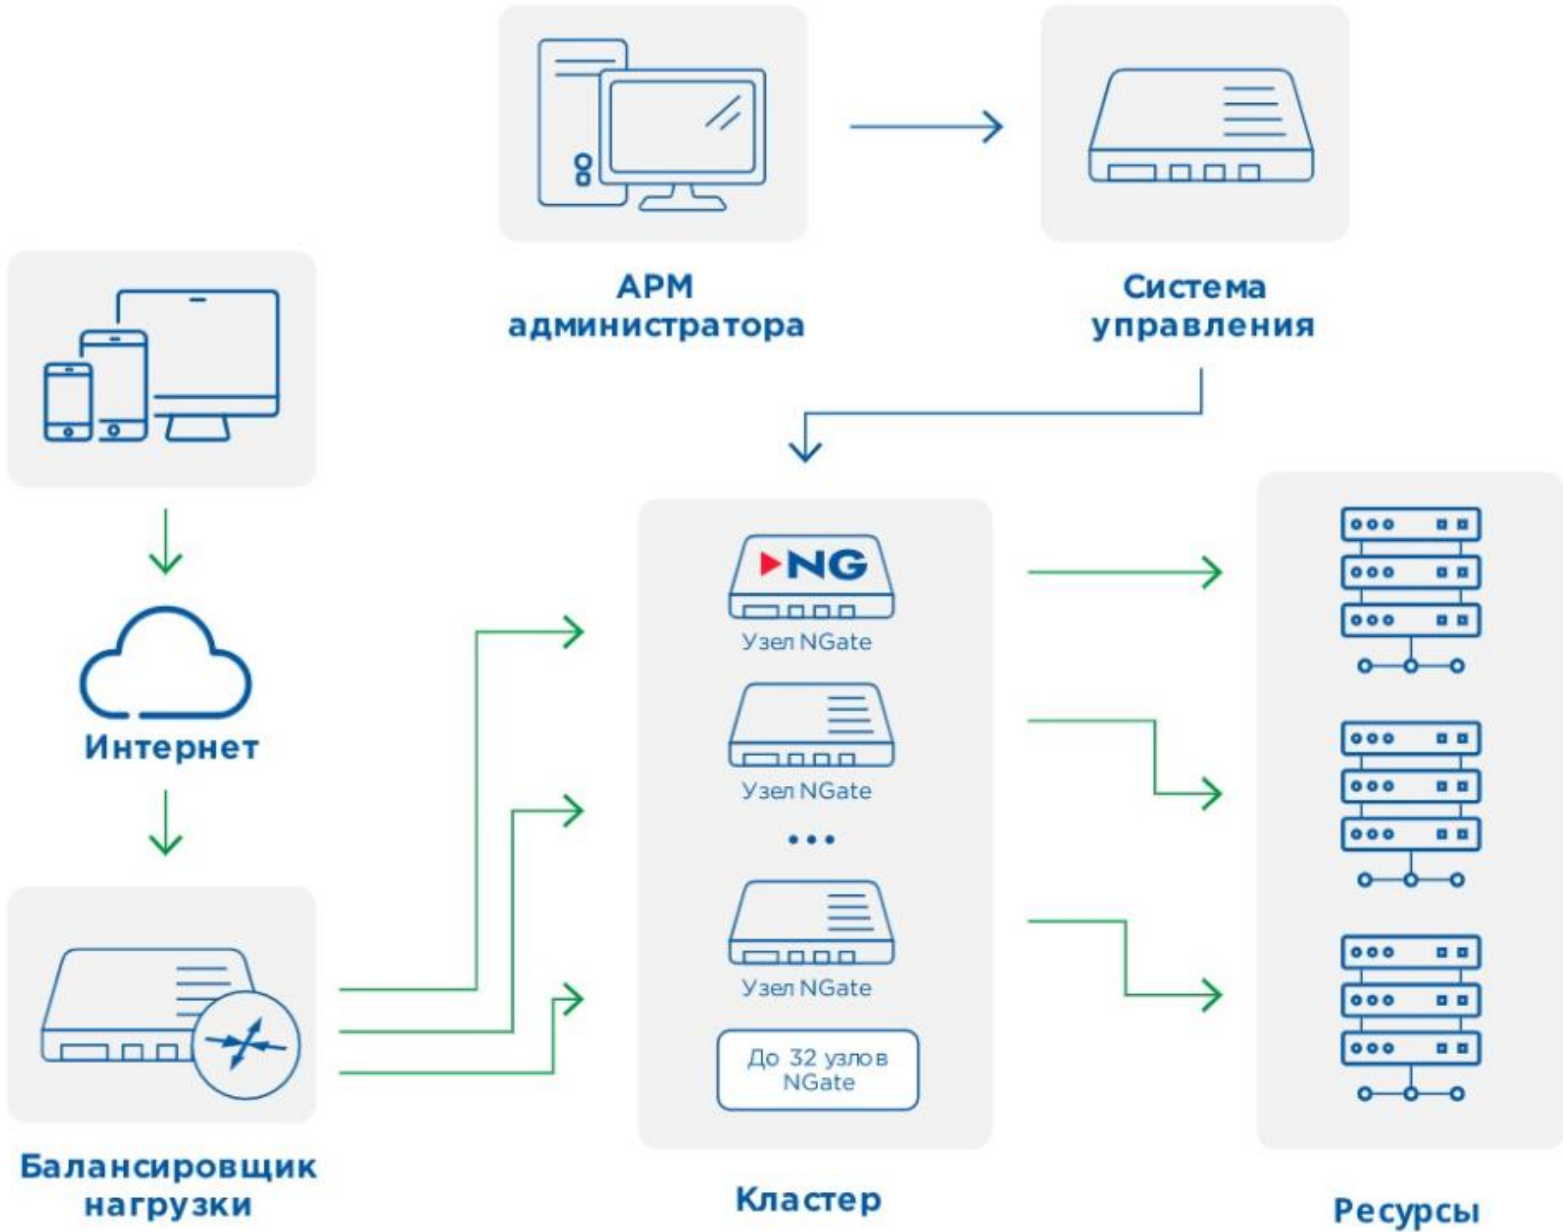 АРМ
администратора
Система
управления
Интернет
NG
Узел NGate
Узел NGate
...
Узел NGate
До 32 узлов
NGate
Балансировщик
нагрузки
Кластер
Ресурсы